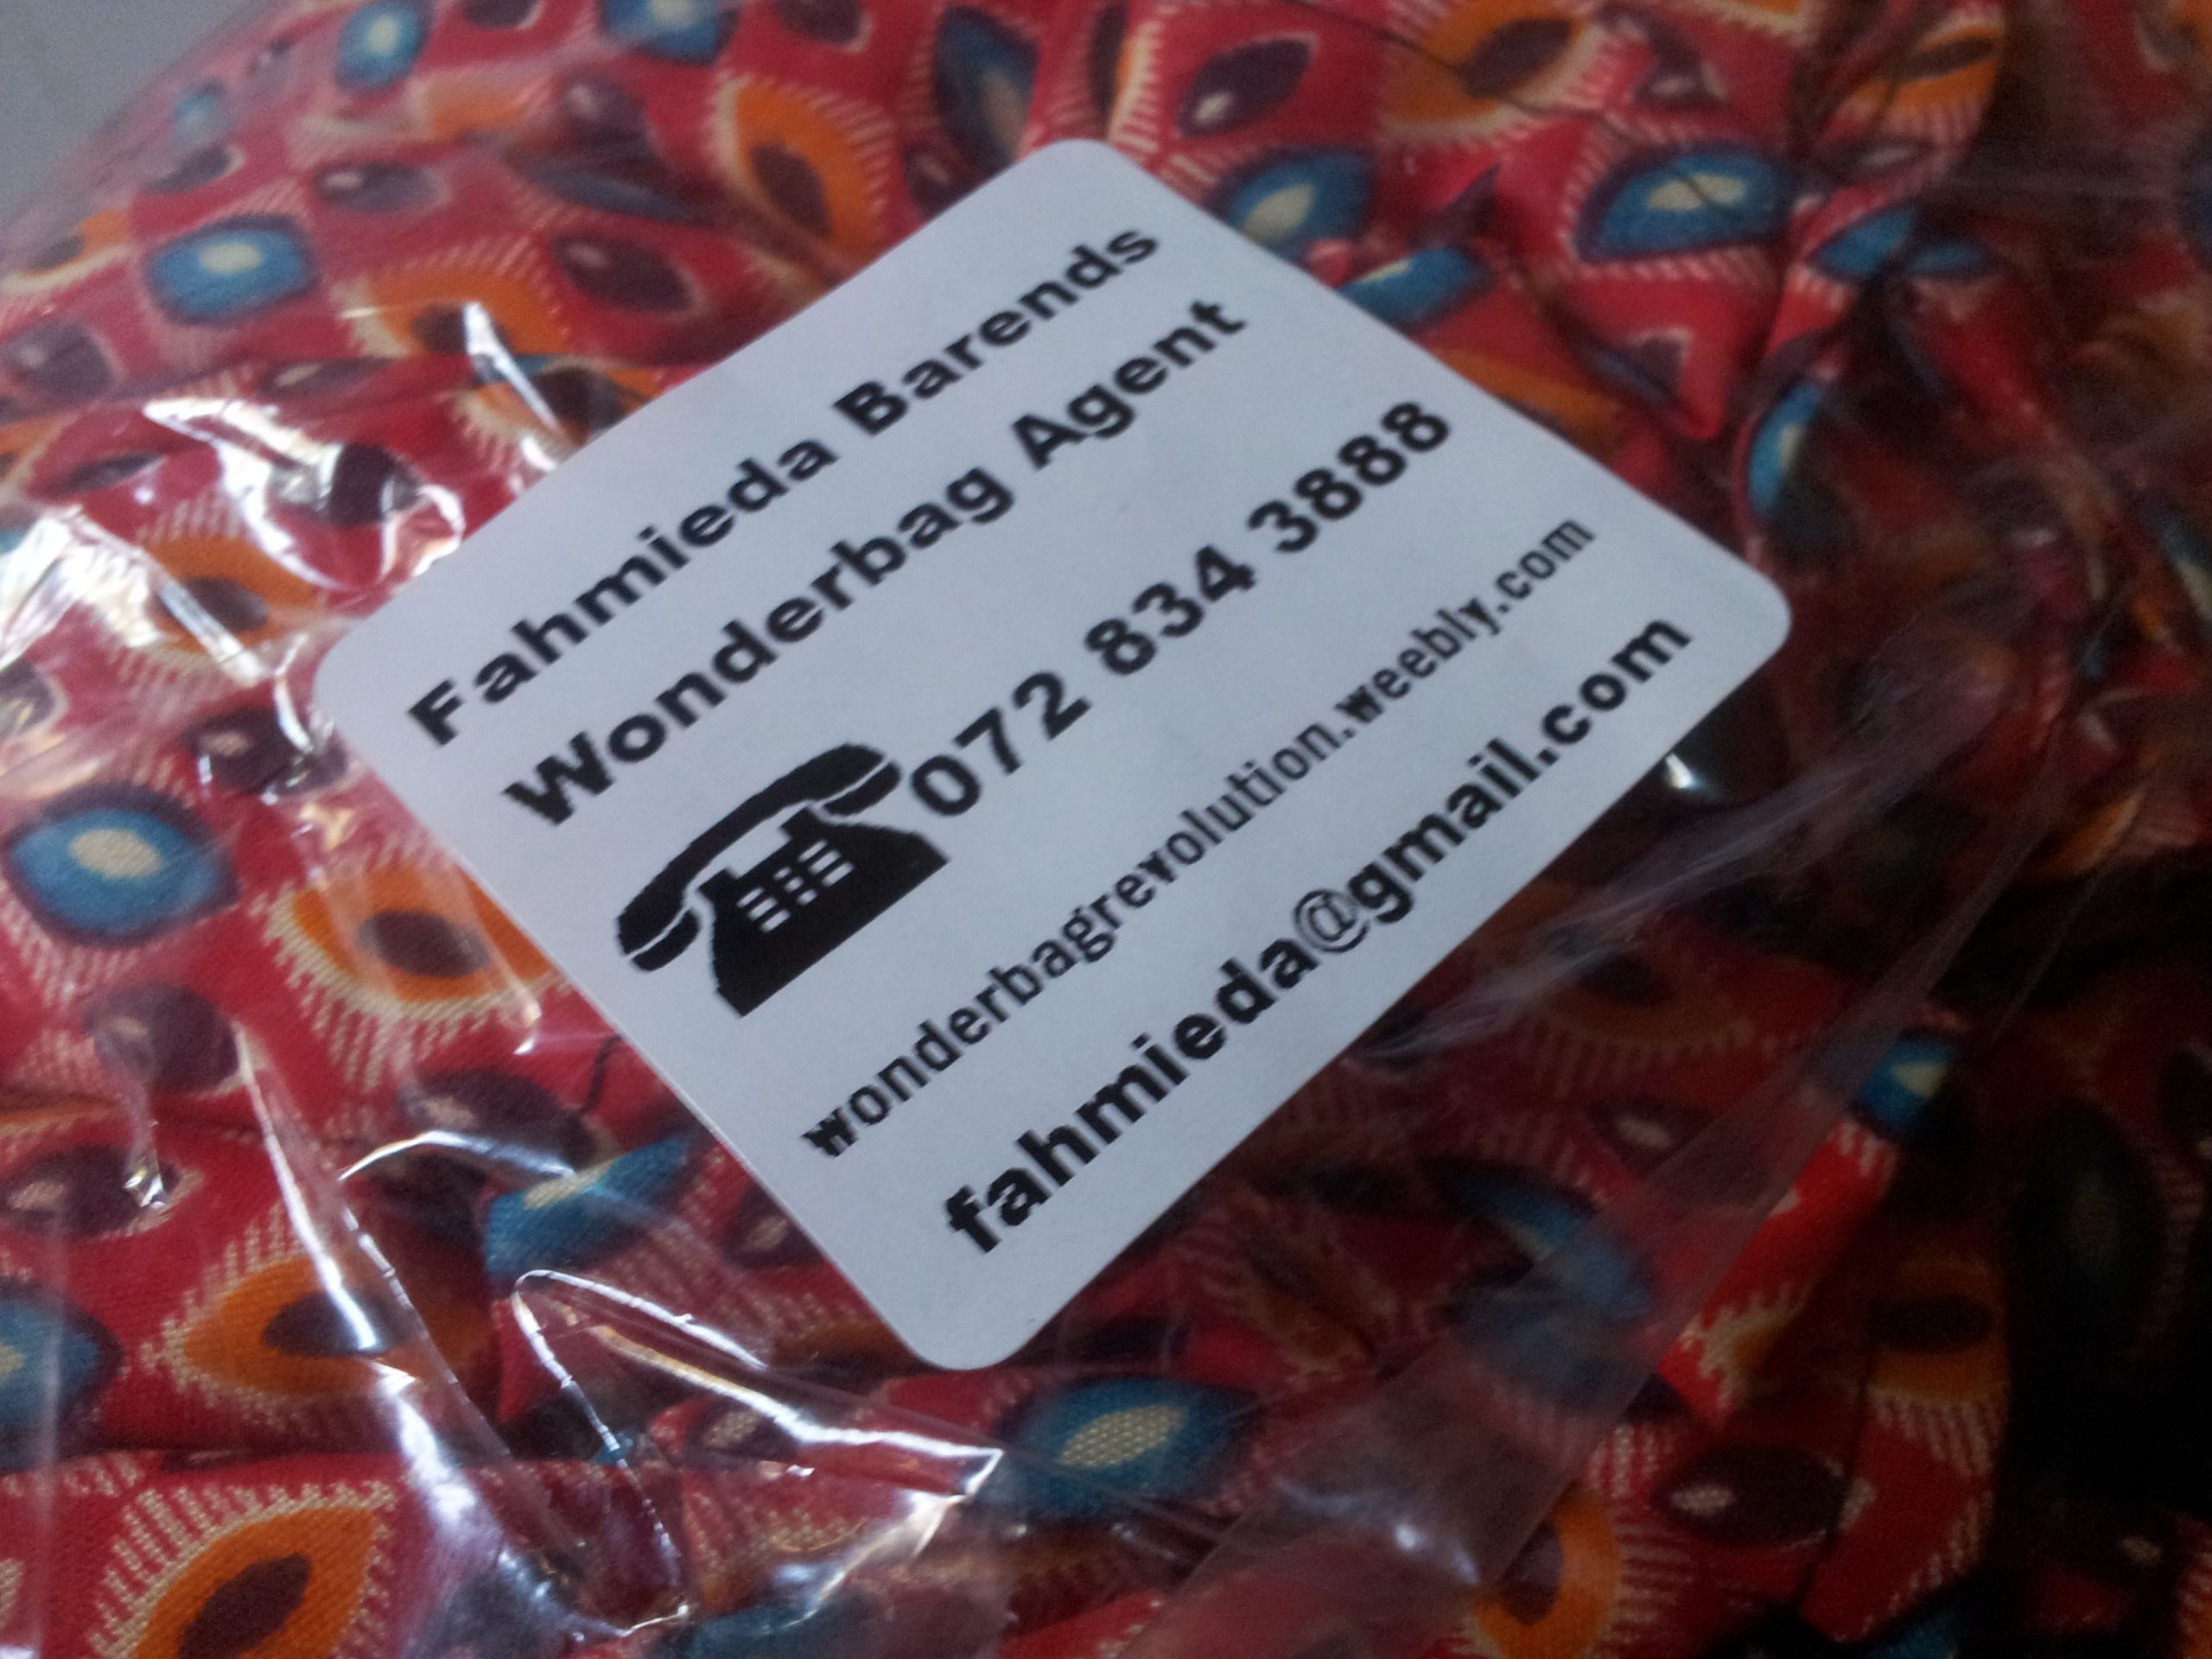 Fahmieda Barends
Wonderbag Agent
072 834 3888
wonderbagrevolution.weebly.com
fahmieda@gmail.com